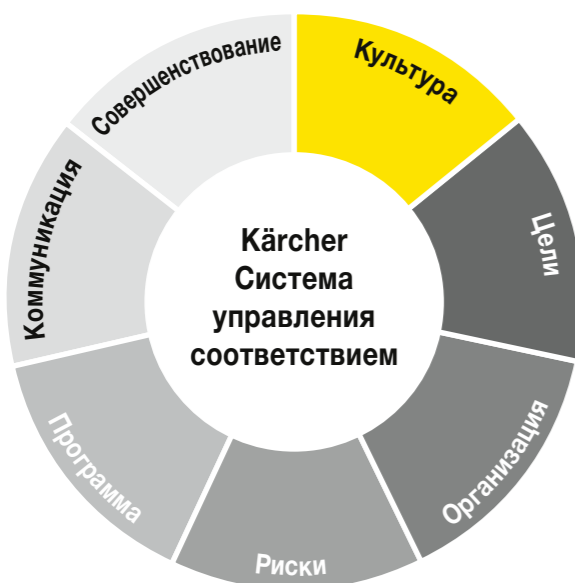 Kärcher
Система
управления
соответствием
Культура
Цели
Организация
Риски
Программа
Коммуникация
Совершенствование